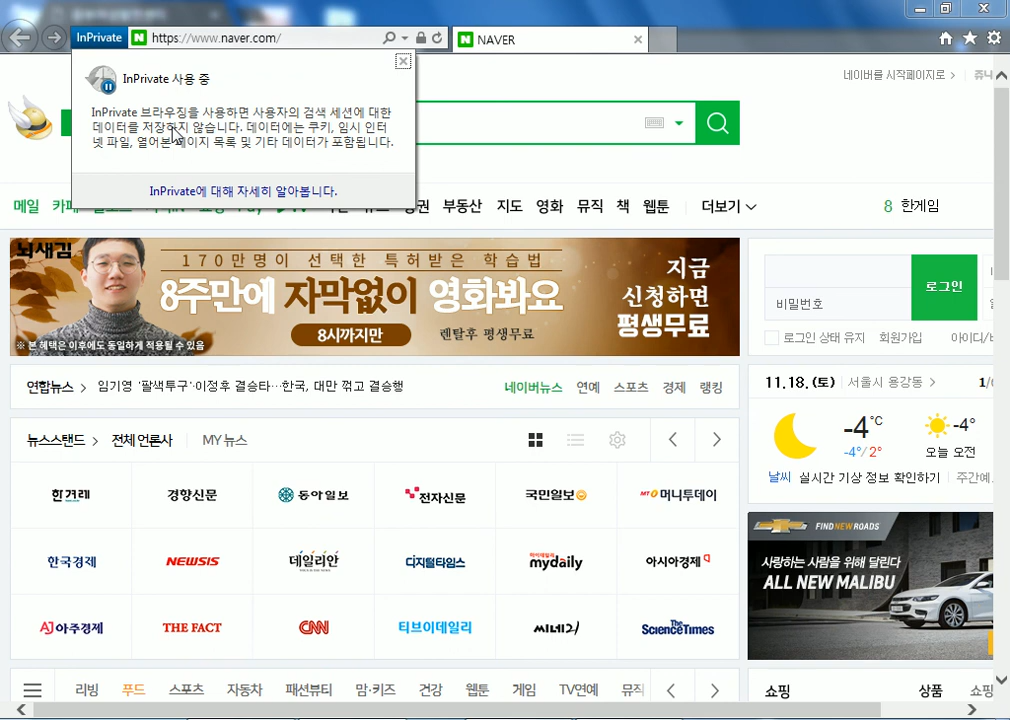 InPrivate
https://www.naver.com/
NAVER
InPrivate 사용 중
InPrivate 브라우징을 사용하면 사용자의 검색 세션에 대한
데이터를 저장하지 않습니다. 데이터에는 쿠키, 임시 인터
넷 파일, 열어본 페이지 목록 및 기타 데이터가 포함됩니다.
InPrivate에 대해 자세히 알아봅니다.
네이버를 시작페이지로 >
쥬니
메일
부동산 지도 영화 뮤직 책 웹툰 더보기
8 한게임
뇌새김
170만명이 선택한 특허받은 학습법
8주만에 자막없이 영화봐요
8시까지만 렌탈후 평생무료
※ 본 혜택은 이후에도 동일하게 적용될 수 있음
지금
신청하면
평생무료
비밀번호
로그인
로그인 상태 유지 회원가입
연합뉴스 > 임기영 '팔색투구'·이정후 결승타…한국, 대만 꺾고 결승행
네이버뉴스 연예 스포츠 경제 랭킹
11.18.(토) 서울시 용강동 >
-4°C
-4°/2°
-4°
오늘 오전
날씨 실시간 기상 정보 확인하기
주간예
뉴스스탠드 > 전체 언론사 MY 뉴스
한겨레 경향신문 동아일보 전자신문 국민일보 MT 머니투데이
한국경제 NEWSIS 데일리안 디지털타임스 마이데일리 mydaily 아시아경제
AJ 아주경제 THE FACT CNN 티브이데일리 씨네21 The ScienceTimes
FIND NEW ROADS
사랑하는 사람을 위해 달린다
ALL NEW MALIBU
리빙 푸드 스포츠 자동차 패션뷰티 맘·키즈 건강 웹툰 게임 TV연예 뮤직
쇼핑 상품 쇼핑